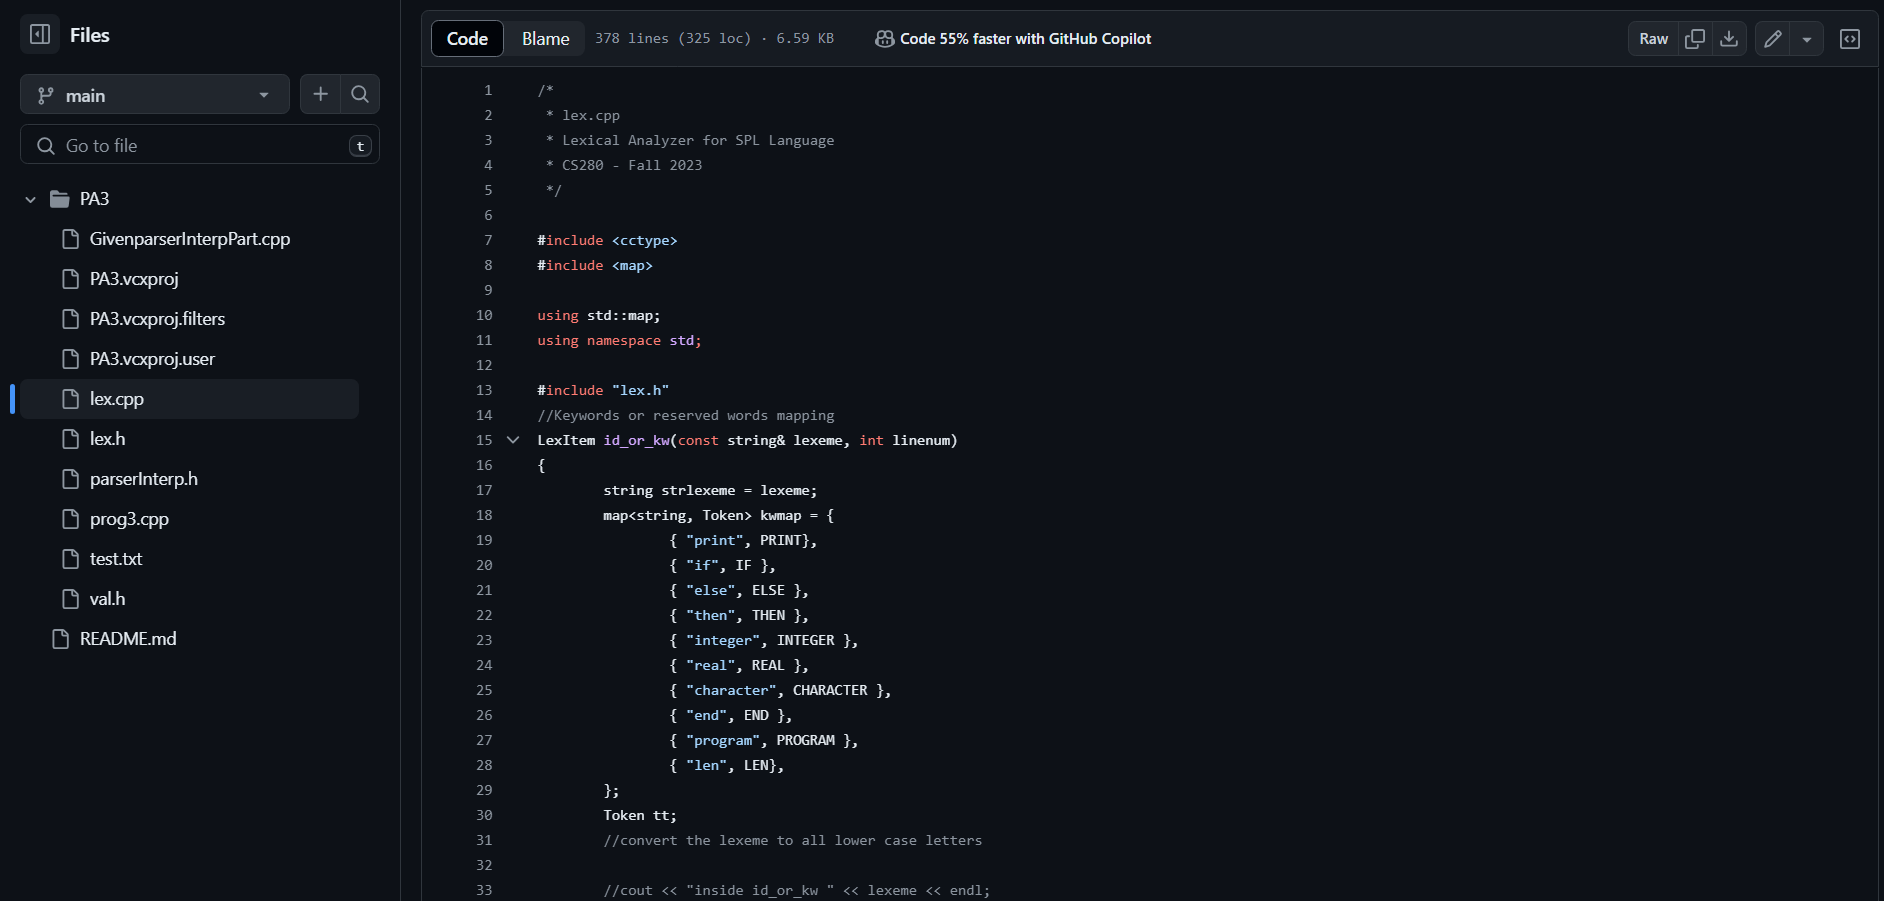 Files
main
Go to file
t
PA3
GivenparserInterpPart.cpp
PA3.vcxproj
PA3.vcxproj.filters
PA3.vcxproj.user
lex.cpp
lex.h
parserInterp.h
prog3.cpp
test.txt
val.h
README.md
Code Blame 378 lines (325 loc) · 6.59 KB Code 55% faster with GitHub Copilot Raw
1 /*
2  * lex.cpp
3  * Lexical Analyzer for SPL Language
4  * CS280 - Fall 2023
5  */
6
7 #include <cctype>
8 #include <map>
9
10 using std::map;
11 using namespace std;
12
13 #include "lex.h"
14 //Keywords or reserved words mapping
15 LexItem id_or_kw(const string& lexeme, int linenum)
16 {
17         string strlexeme = lexeme;
18         map<string, Token> kwmap = {
19                 { "print", PRINT},
20                 { "if", IF },
21                 { "else", ELSE },
22                 { "then", THEN },
23                 { "integer", INTEGER },
24                 { "real", REAL },
25                 { "character", CHARACTER },
26                 { "end", END },
27                 { "program", PROGRAM },
28                 { "len", LEN},
29         };
30         Token tt;
31         //convert the lexeme to all lower case letters
32
33         //cout << "inside id_or_kw " << lexeme << endl;